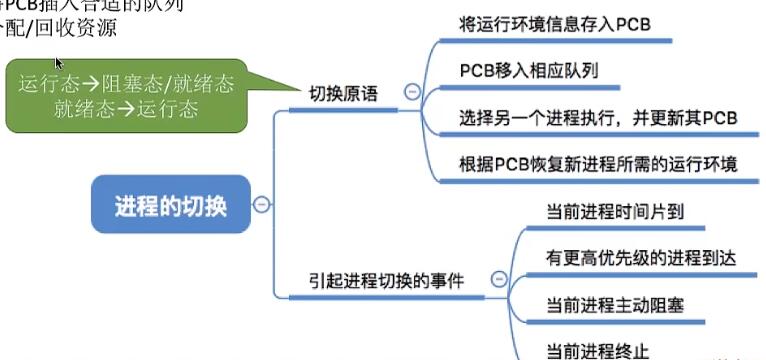 PCB插入合适的队列
配/回收资源
运行态→阻塞态/就绪态
就绪态→运行态
切换原语
将运行环境信息存入PCB
PCB移入相应队列
选择另一个进程执行，并更新其PCB
根据PCB恢复新进程所需的运行环境
进程的切换
引起进程切换的事件
当前进程时间片到
有更高优先级的进程到达
当前进程主动阻塞
当前进程终止